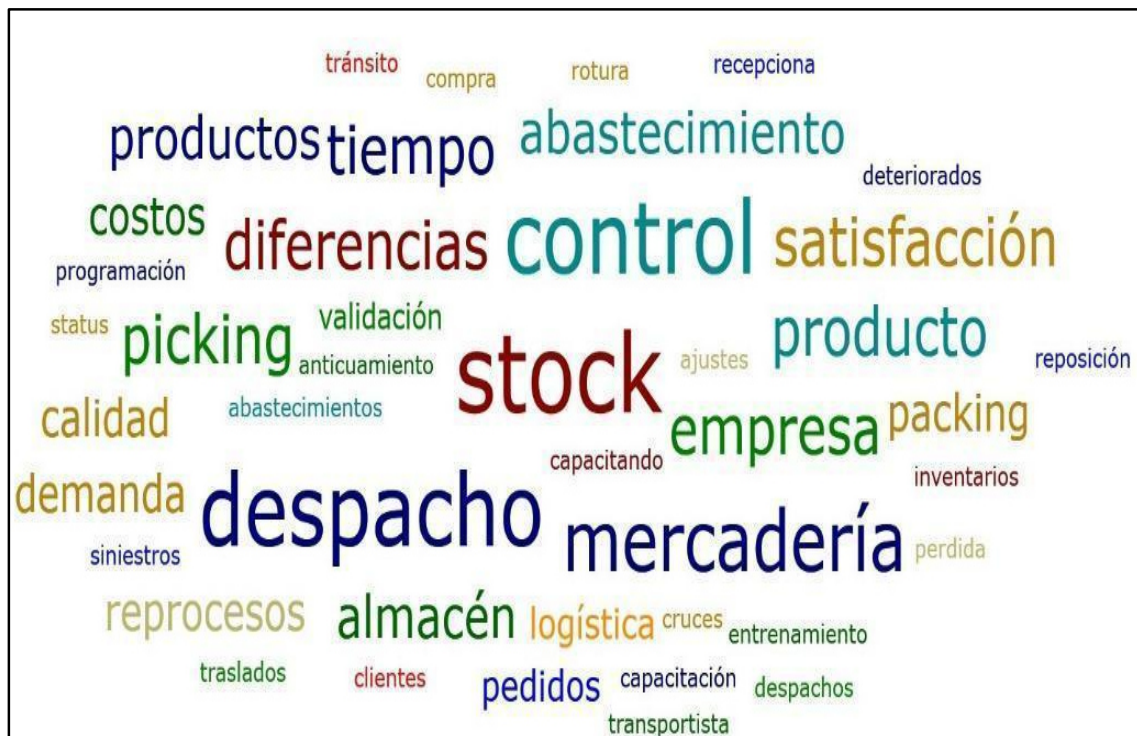 tránsito compra rotura recepciona
productos tiempo abastecimiento
deteriorados
costos diferencias control satisfacción
programación
status picking validación stock ajustes producto reposición
anticuamiento
calidad abastecimientos empresa packing
capacitando inventarios
demanda despacho mercadería perdida
siniestros
reprocesos almacén logística cruces entrenamiento
traslados clientes pedidos capacitación despachos
transportista